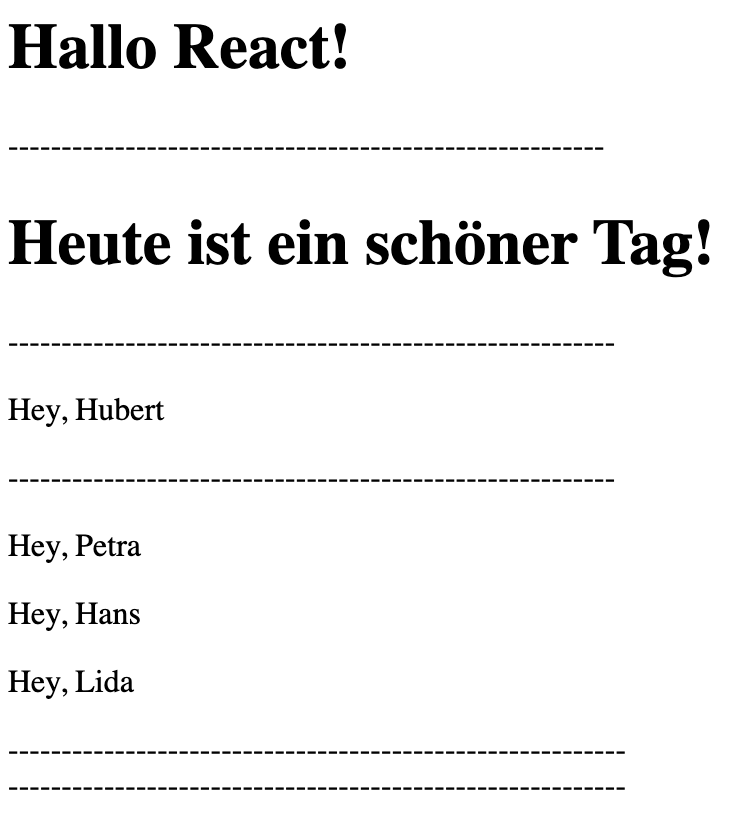 Hallo React!
--------------------------------------------------------
Heute ist ein schöner Tag!
---------------------------------------------------------
Hey, Hubert
---------------------------------------------------------
Hey, Petra
Hey, Hans
Hey, Lida
----------------------------------------------------------
----------------------------------------------------------